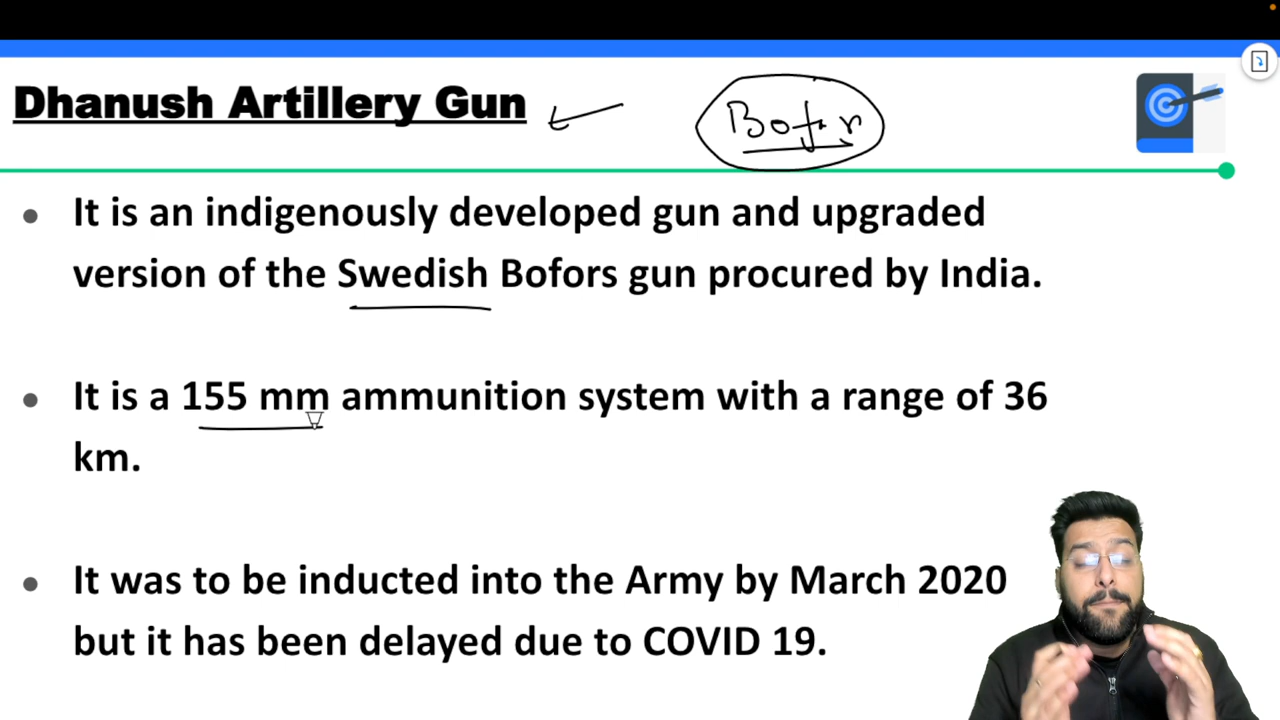 Dhanush Artillery Gun
Bofor
It is an indigenously developed gun and upgraded
version of the Swedish Bofors gun procured by India.
It is a 155 mm ammunition system with a range of 36
km.
It was to be inducted into the Army by March 2020
but it has been delayed due to COVID 19.